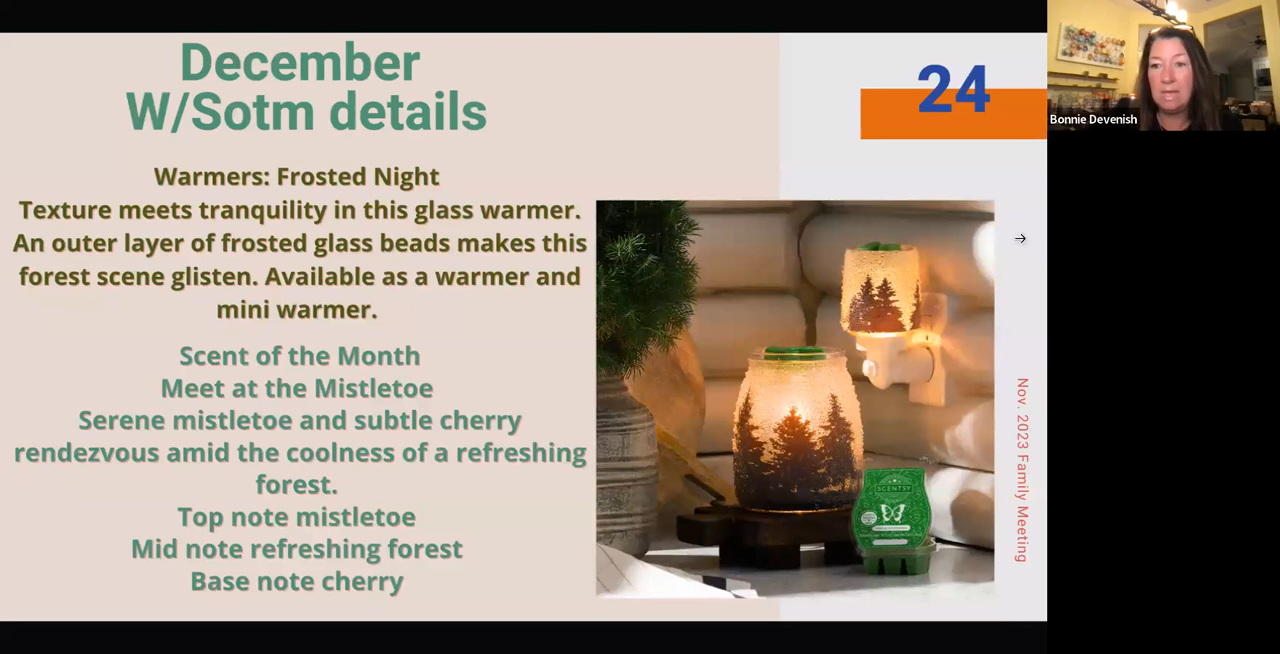 December
W/Sotm details
Warmers: Frosted Night
Texture meets tranquility in this glass warmer.
An outer layer of frosted glass beads makes this
forest scene glisten. Available as a warmer and
mini warmer.
Scent of the Month
Meet at the Mistletoe
Serene mistletoe and subtle cherry
rendezvous amid the coolness of a refreshing
forest.
Top note mistletoe
Mid note refreshing forest
Base note cherry
24
SCENTSY
Nov. 2023 Family Meeting
Bonnie Devenish